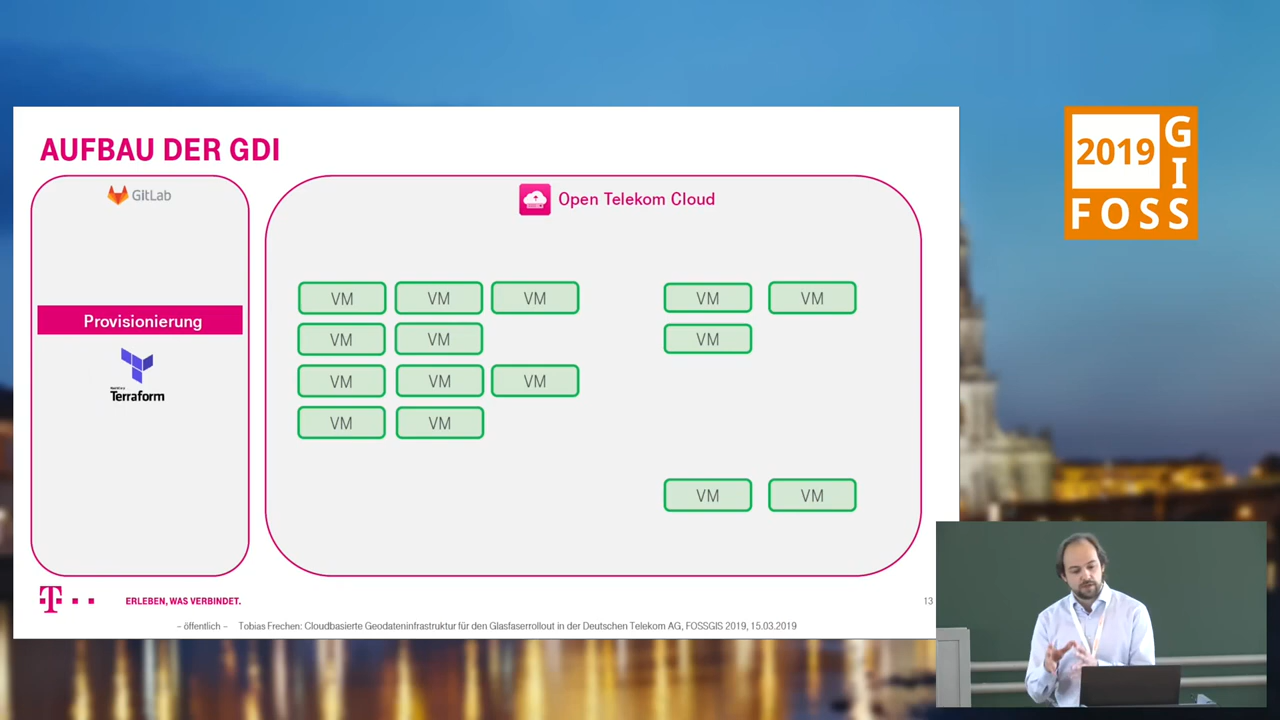 AUFBAU DER GDI
GitLab
Provisionierung
Terraform
Open Telekom Cloud
VM VM VM VM VM
VM VM VM
VM VM VM
VM VM
VM VM
T
ERLEBEN, WAS VERBINDET.
13
– öffentlich – Tobias Frechen: Cloudbasierte Geodateninfrastruktur für den Glasfaserrollout in der Deutschen Telekom AG, FOSSGIS 2019, 15.03.2019
2019 G
I
FOSS